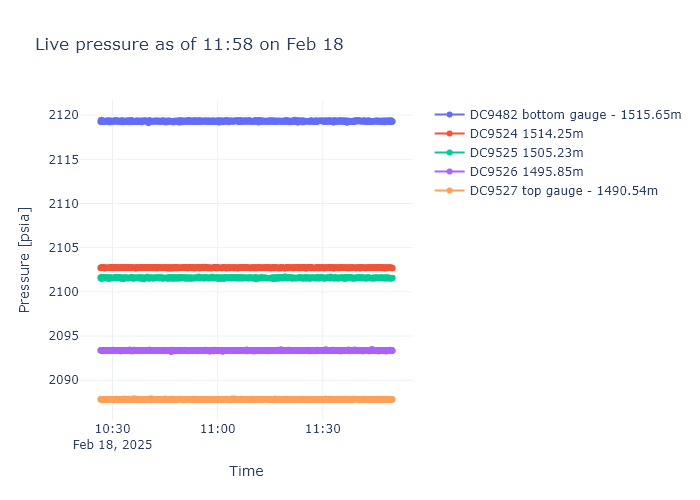 Live pressure as of 11:58 on Feb 18
DC9482 bottom gauge - 1515.65m
DC9524 1514.25m
DC9525 1505.23m
DC9526 1495.85m
DC9527 top gauge - 1490.54m
Pressure [psia]
2120
2115
2110
2105
2100
2095
2090
10:30
Feb 18, 2025
11:00
11:30
Time